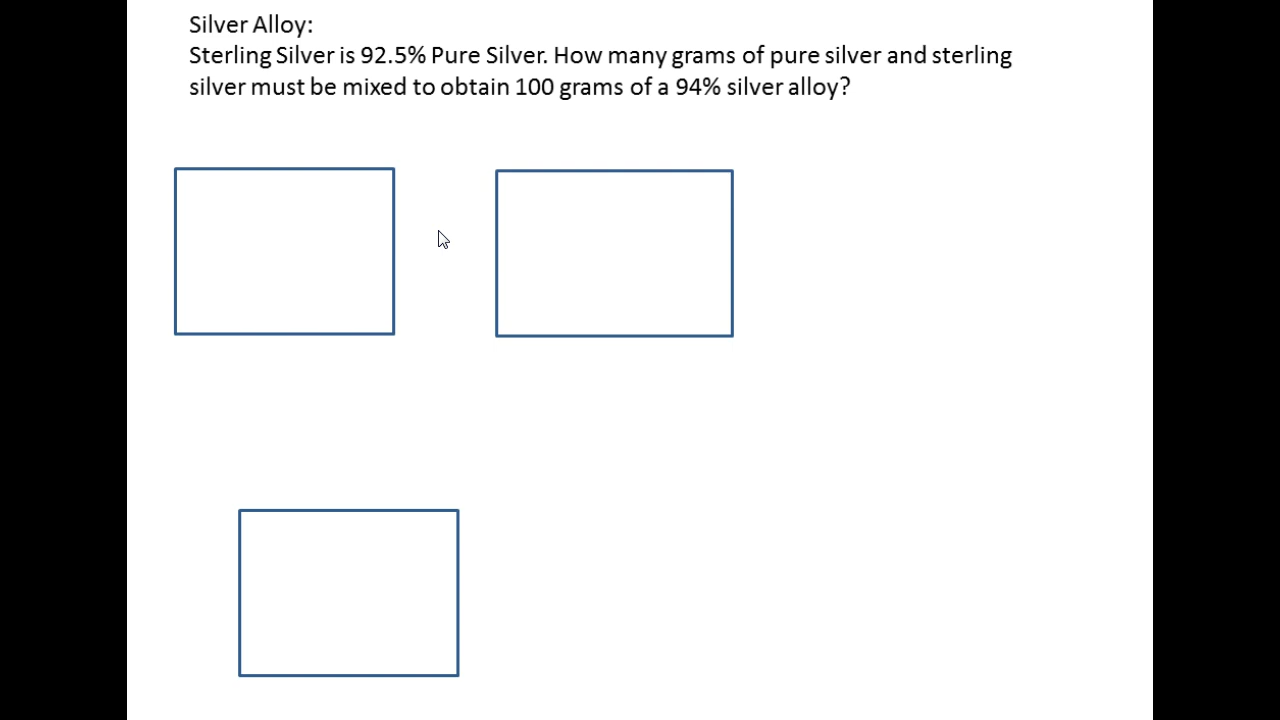 Silver Alloy:
Sterling Silver is 92.5% Pure Silver. How many grams of pure silver and sterling
silver must be mixed to obtain 100 grams of a 94% silver alloy?